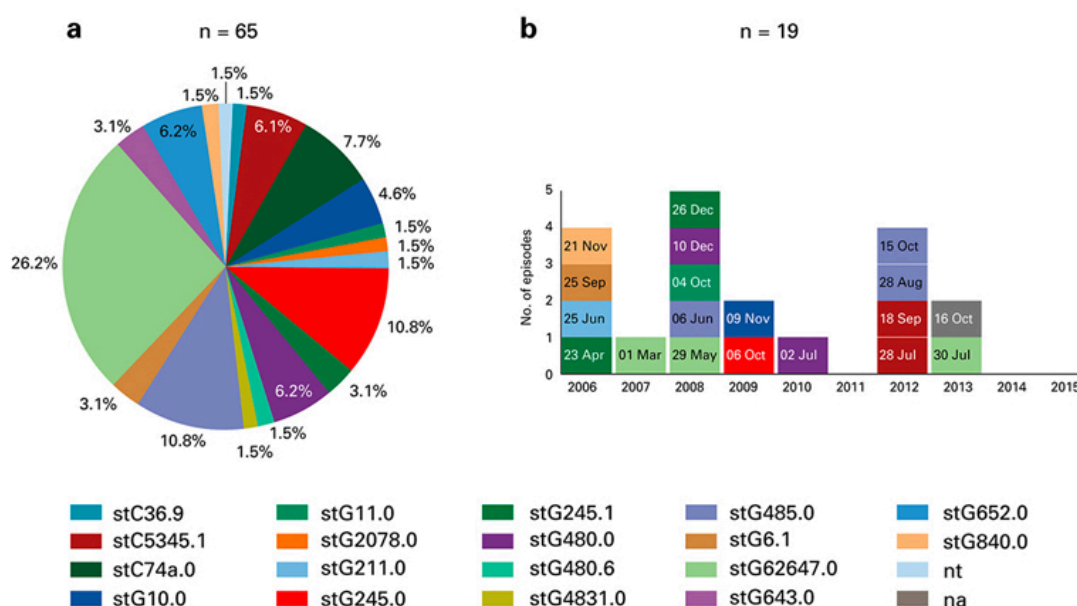 a n = 65 b n = 19
1.5%
1.5% 1.5%
3.1% 6.2% 6.1% 7.7%
4.6%
1.5%
1.5%
1.5%
26.2%
10.8%
3.1%
6.2%
3.1%
10.8% 1.5%
1.5%
No. of episodes
5
4
3
2
1
0
21 Nov
25 Sep
25 Jun
23 Apr
01 Mar
26 Dec
10 Dec
04 Oct
06 Jun
29 May
09 Nov
06 Oct
02 Jul
15 Oct
28 Aug
18 Sep
28 Jul
16 Oct
30 Jul
2006 2007 2008 2009 2010 2011 2012 2013 2014 2015
stC36.9 stG11.0 stG245.1 stG485.0 stG652.0
stC5345.1 stG2078.0 stG480.0 stG6.1 stG840.0
stC74a.0 stG211.0 stG480.6 stG62647.0 nt
stG10.0 stG245.0 stG4831.0 stG643.0 na